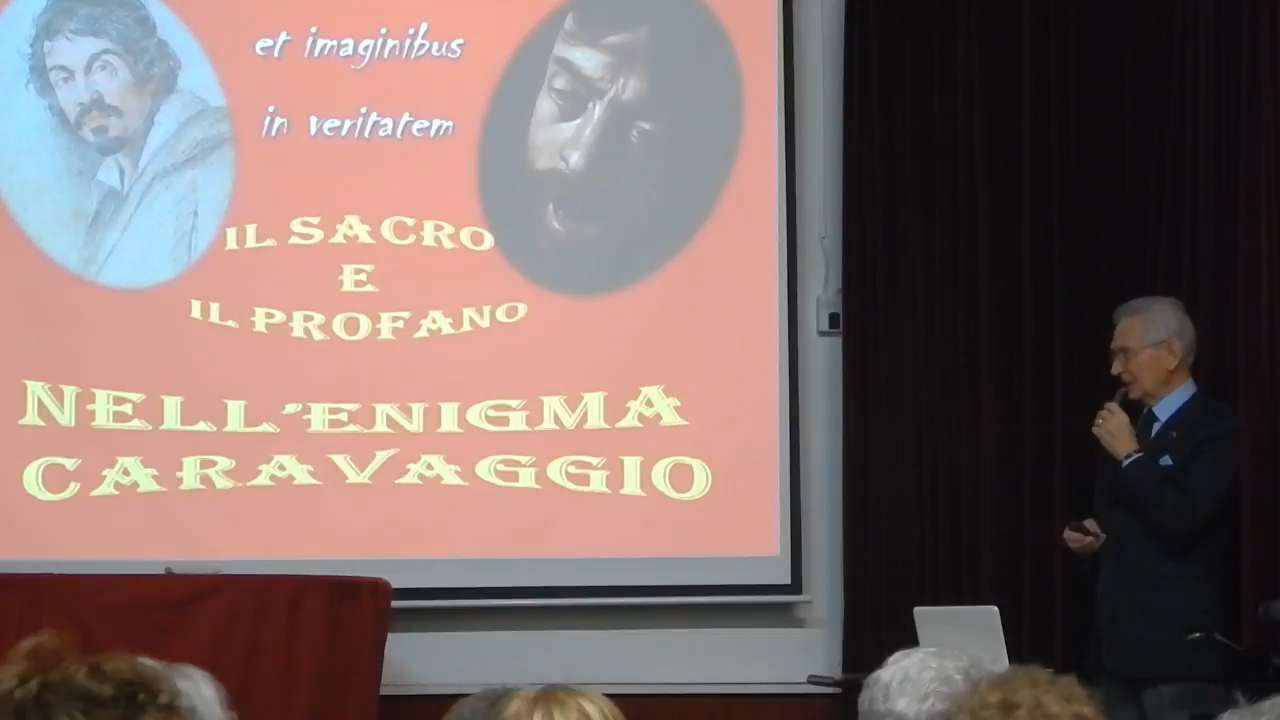 et imaginibus
in veritatem
IL SACRO
E
IL PROFANO
NELL'ENIGMA
CARAVAGGIO